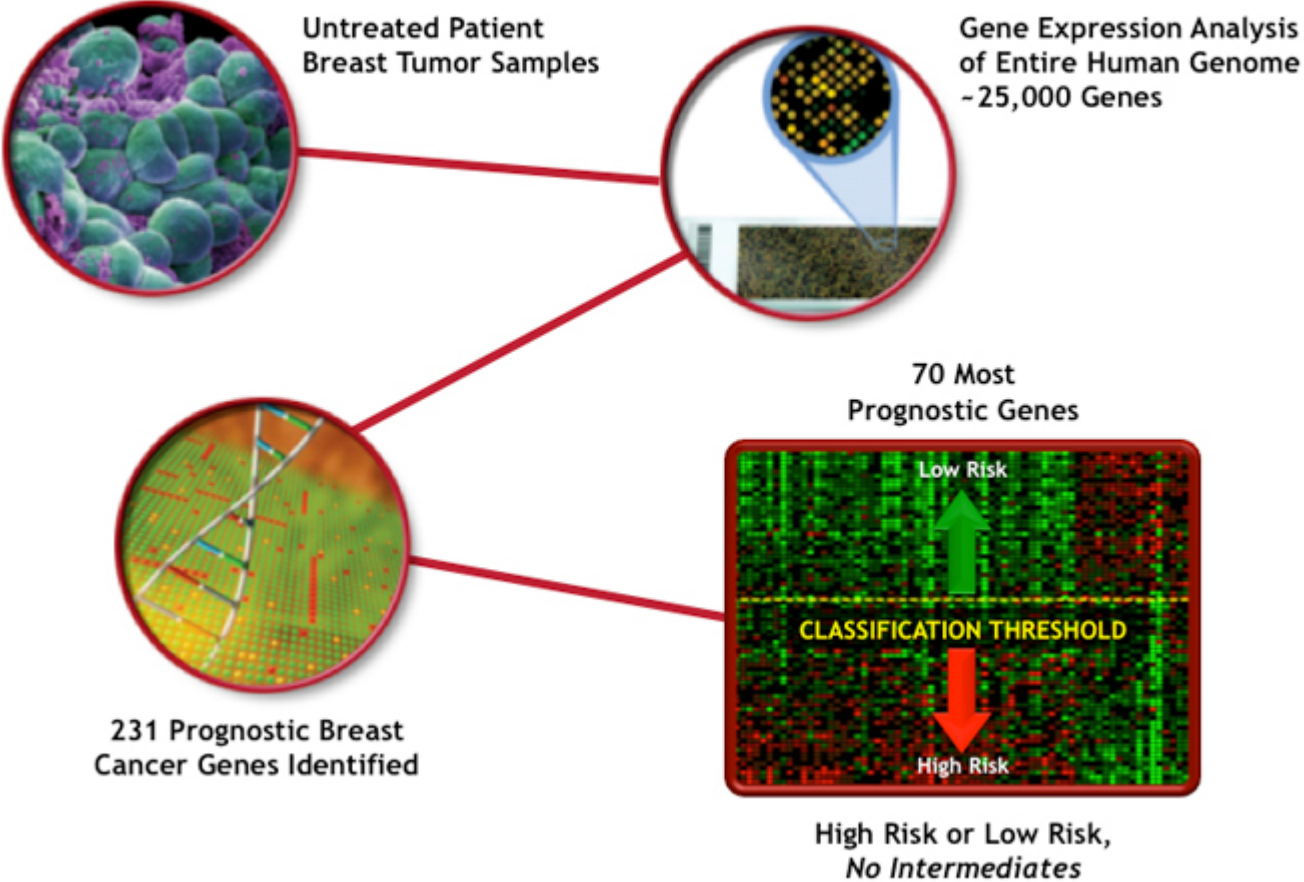 Untreated Patient
Breast Tumor Samples
Gene Expression Analysis
of Entire Human Genome
~25,000 Genes
231 Prognostic Breast
Cancer Genes Identified
70 Most
Prognostic Genes
Low Risk
CLASSIFICATION THRESHOLD
High Risk
High Risk or Low Risk,
No Intermediates